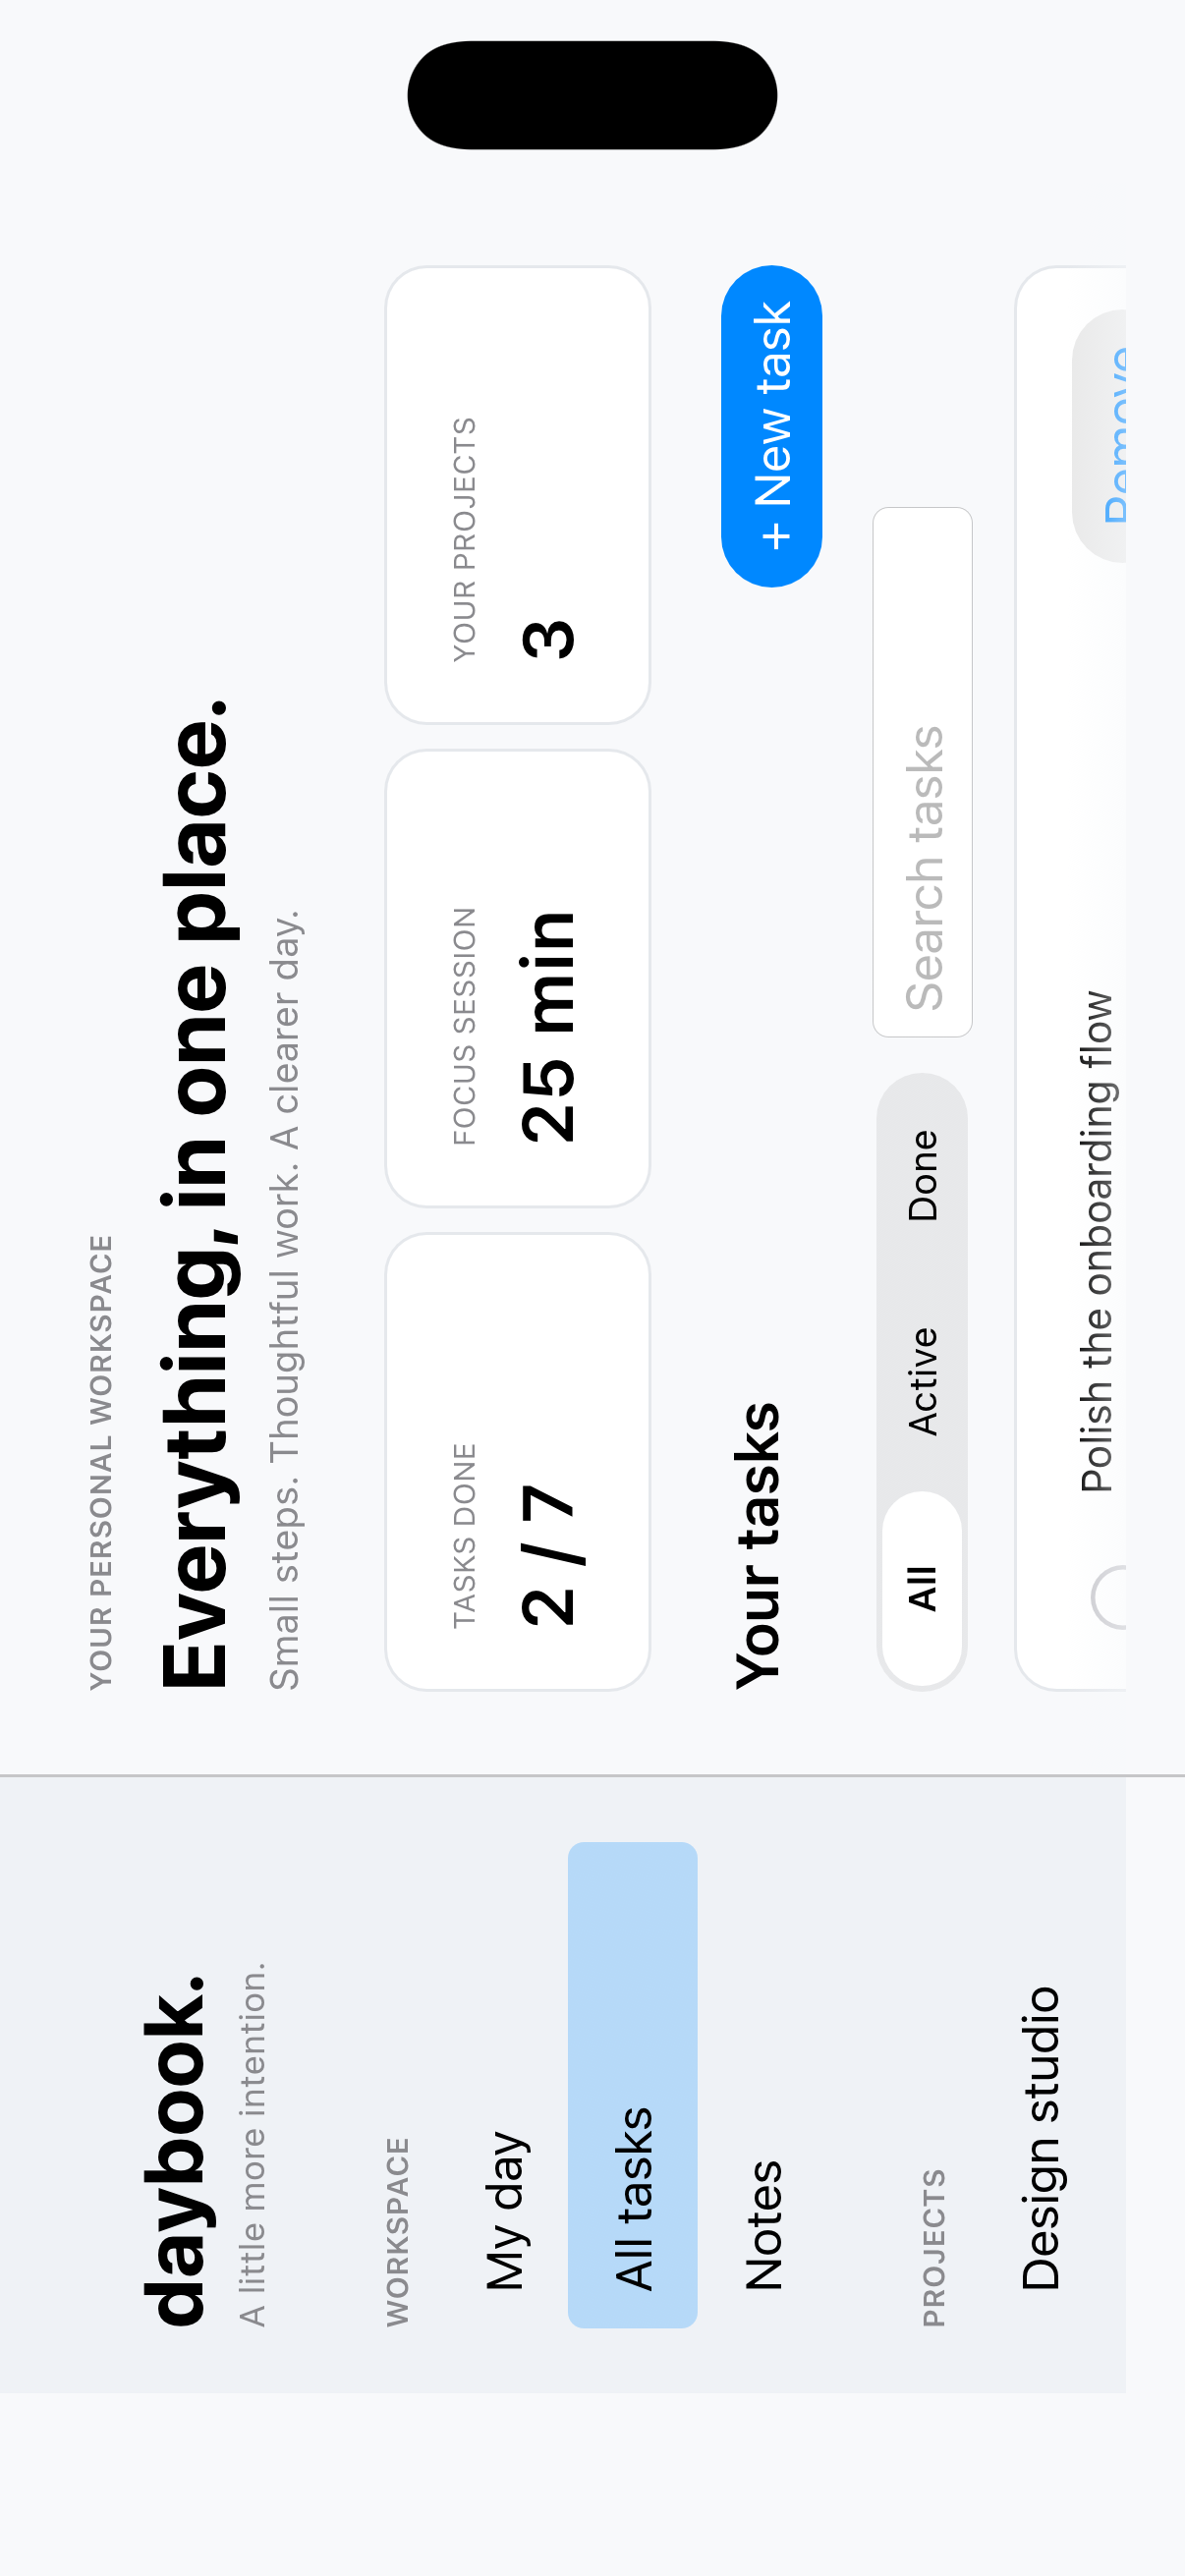 daybook.
A little more intention.
WORKSPACE
My day
All tasks
Notes
PROJECTS
Design studio
YOUR PERSONAL WORKSPACE
Everything, in one place.
Small steps. Thoughtful work. A clearer day.
TASKS DONE
2 / 7
FOCUS SESSION
25 min
YOUR PROJECTS
3
Your tasks
+ New task
All
Active
Done
Search tasks
Polish the onboarding flow
Remove